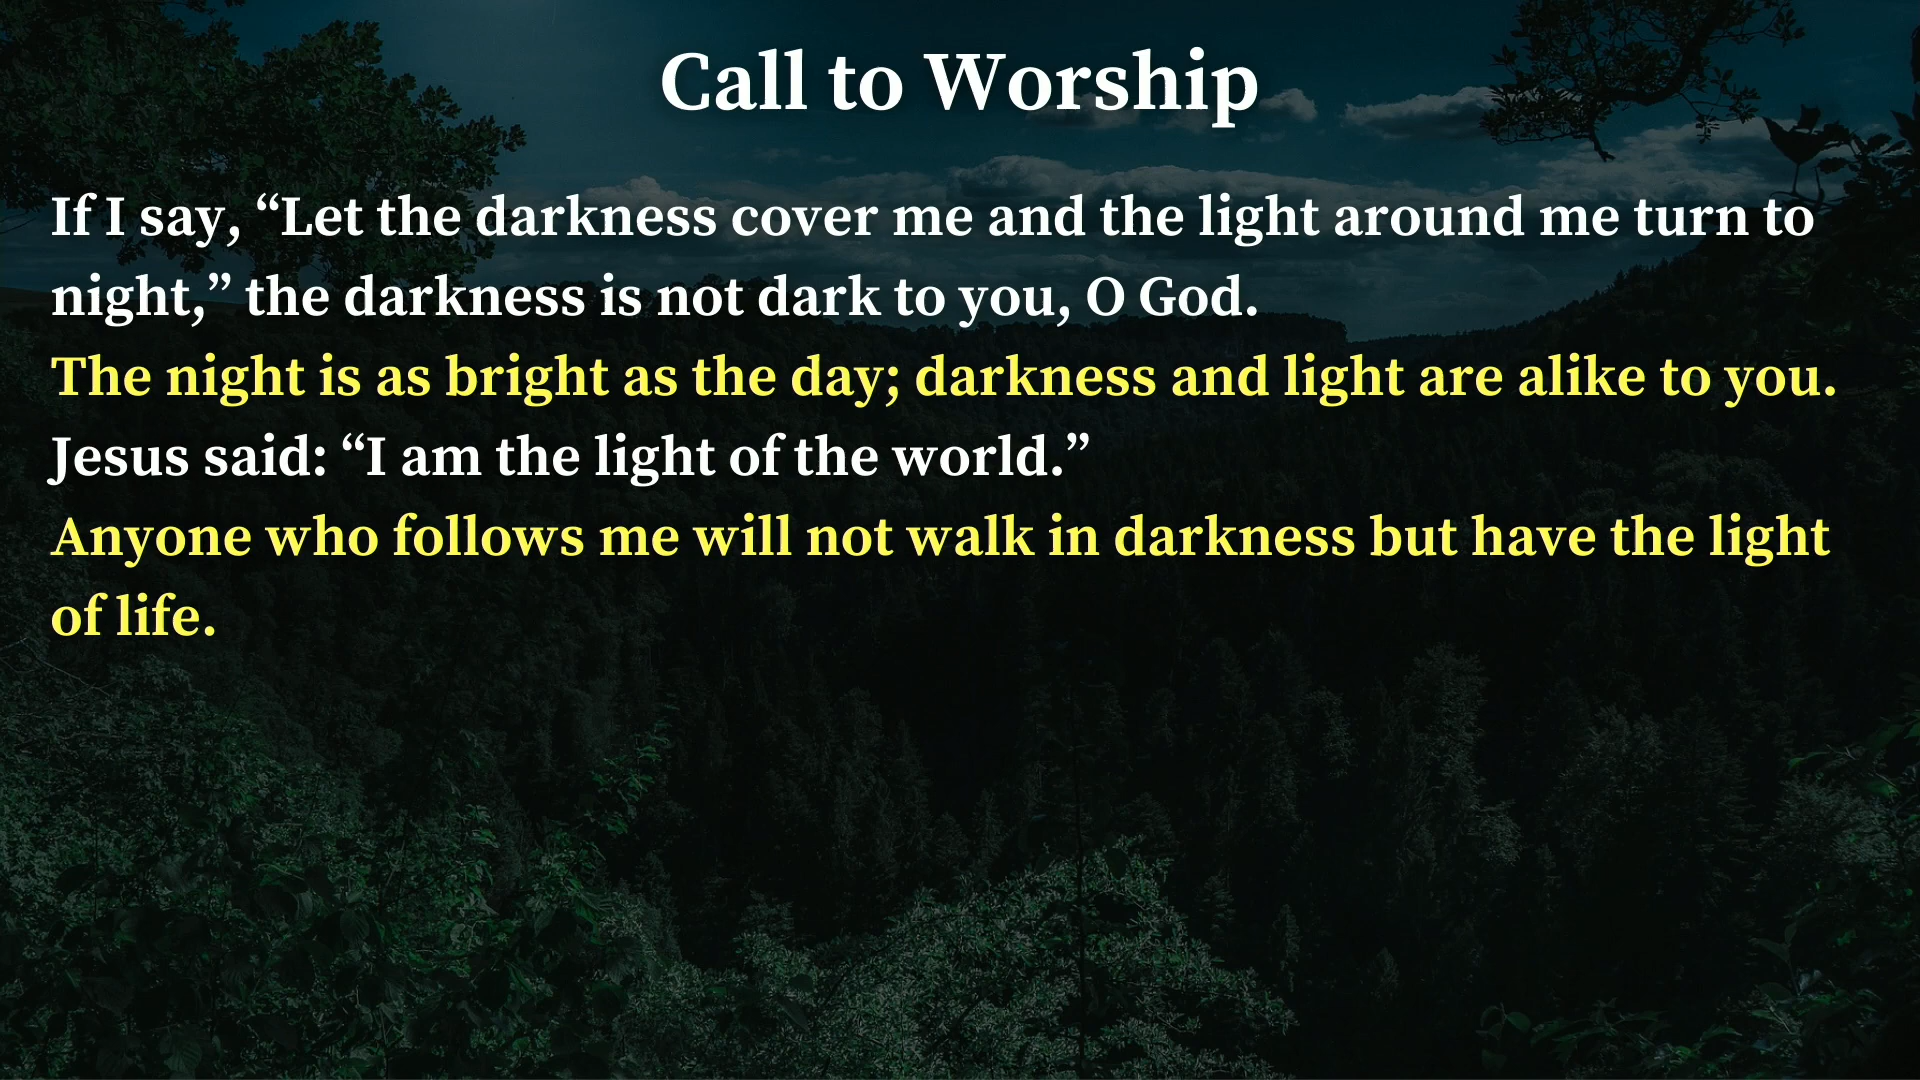 Call to Worship
If I say, “Let the darkness cover me and the light around me turn to
night,” the darkness is not dark to you, O God.
The night is as bright as the day; darkness and light are alike to you.
Jesus said: “I am the light of the world.”
Anyone who follows me will not walk in darkness but have the light
of life.